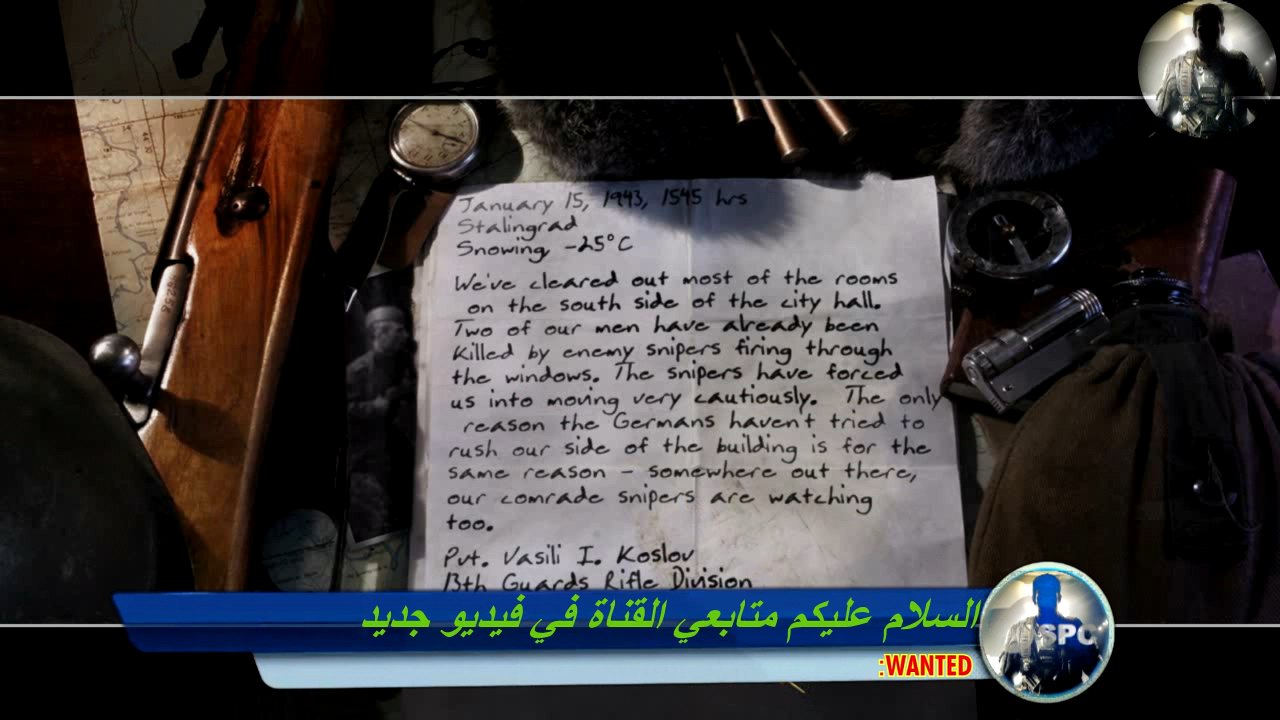 January 15, 1943, 1545 hrs
Stalingrad
Snowing -25°C
We've cleared out most of the rooms
on the south side of the city hall.
Two of our men have already been
killed by enemy snipers firing through
the windows. The snipers have forced
us into moving very cautiously. The only
reason the Germans haven't tried to
rush our side of the building is for the
same reason - somewhere out there,
our comrade snipers are watching
too.
Pvt. Vasili I. Koslov
13th Guards Rifle Division
السلام عليكم متابعي القناة في فيديو جديد
SPC
:WANTED